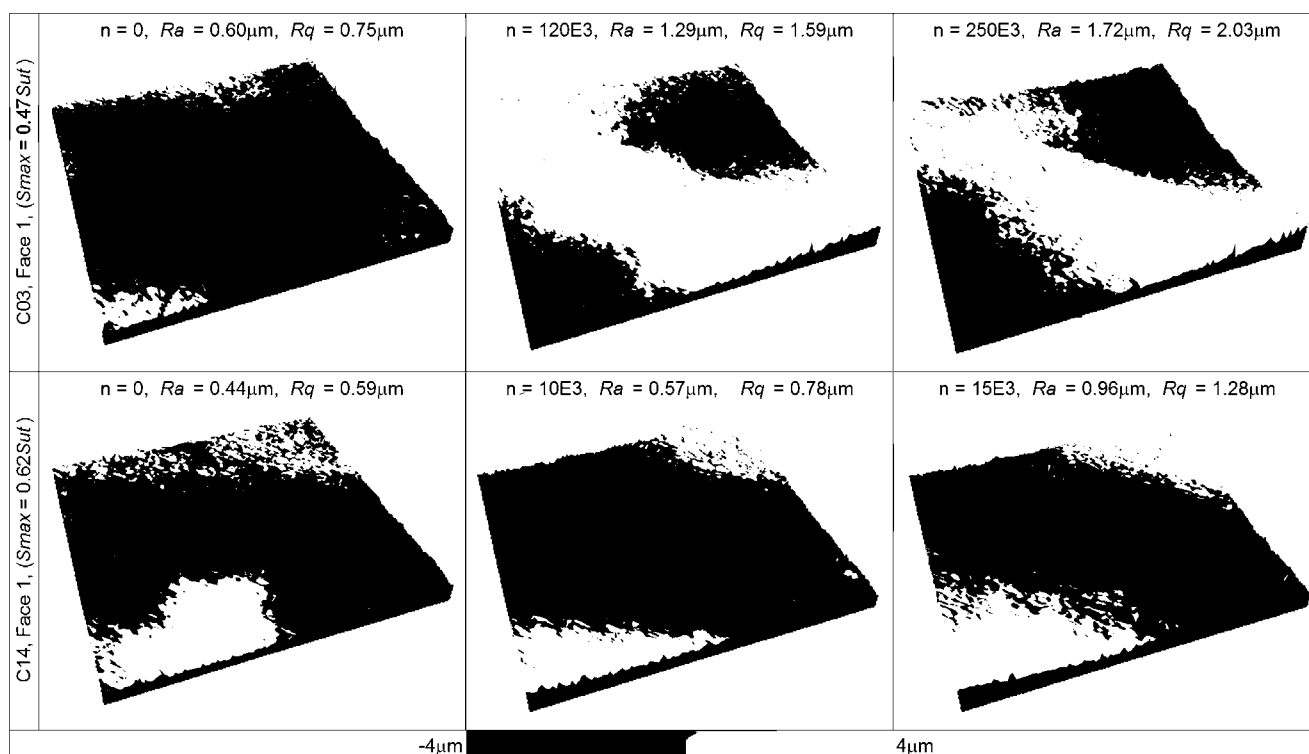 n = 0, Ra = 0.60μm, Rq = 0.75μm
n = 120E3, Ra = 1.29μm, Rq = 1.59μm
n = 250E3, Ra = 1.72μm, Rq = 2.03μm
C03, Face 1, (Smax = 0.47Sut)
n = 0, Ra = 0.44μm, Rq = 0.59μm
n = 10E3, Ra = 0.57μm, Rq = 0.78μm
n = 15E3, Ra = 0.96μm, Rq = 1.28μm
C14, Face 1, (Smax = 0.62Sut)
-4μm
4μm